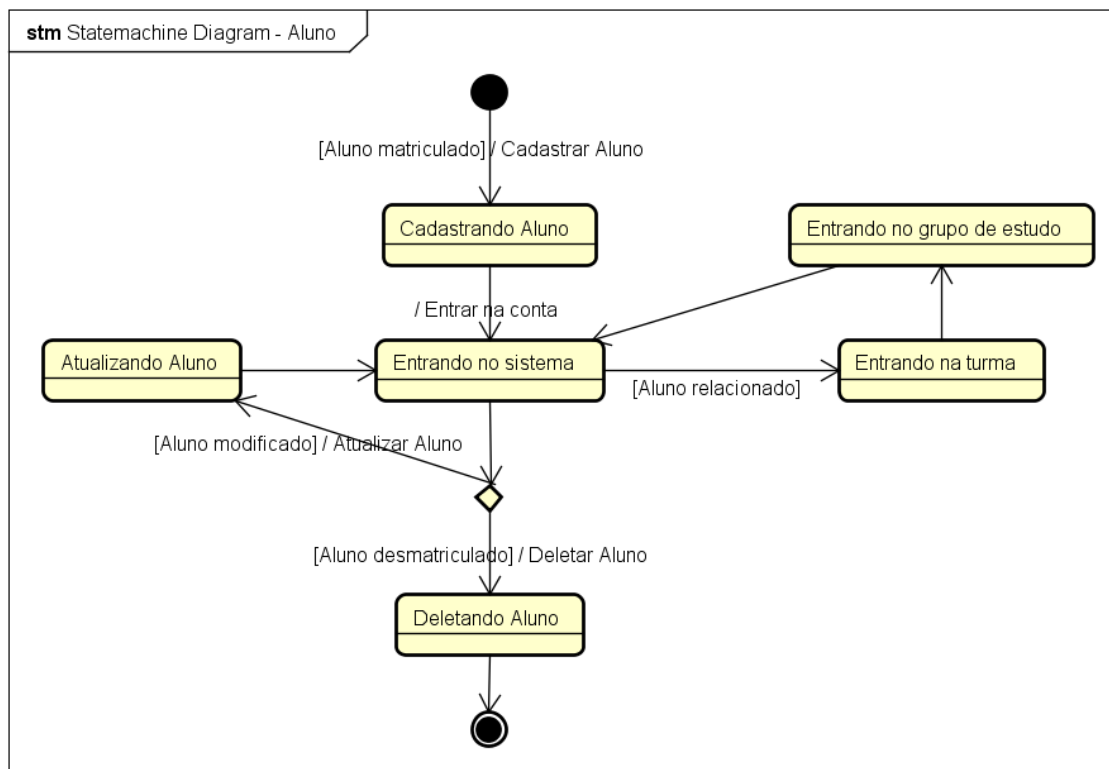 stm Statemachine Diagram - Aluno
[Aluno matriculado] / Cadastrar Aluno
Cadastrando Aluno
Entrando no grupo de estudo
/ Entrar na conta
Atualizando Aluno
Entrando no sistema
Entrando na turma
[Aluno relacionado]
[Aluno modificado] / Atualizar Aluno
[Aluno desmatriculado] / Deletar Aluno
Deletando Aluno